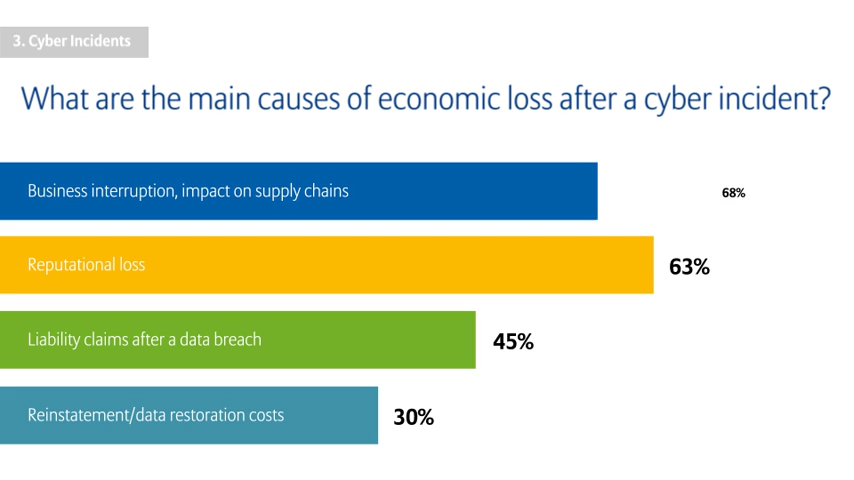 3. Cyber Incidents
What are the main causes of economic loss after a cyber incident?
Business interruption, impact on supply chains 68%
Reputational loss 63%
Liability claims after a data breach 45%
Reinstatement/data restoration costs 30%